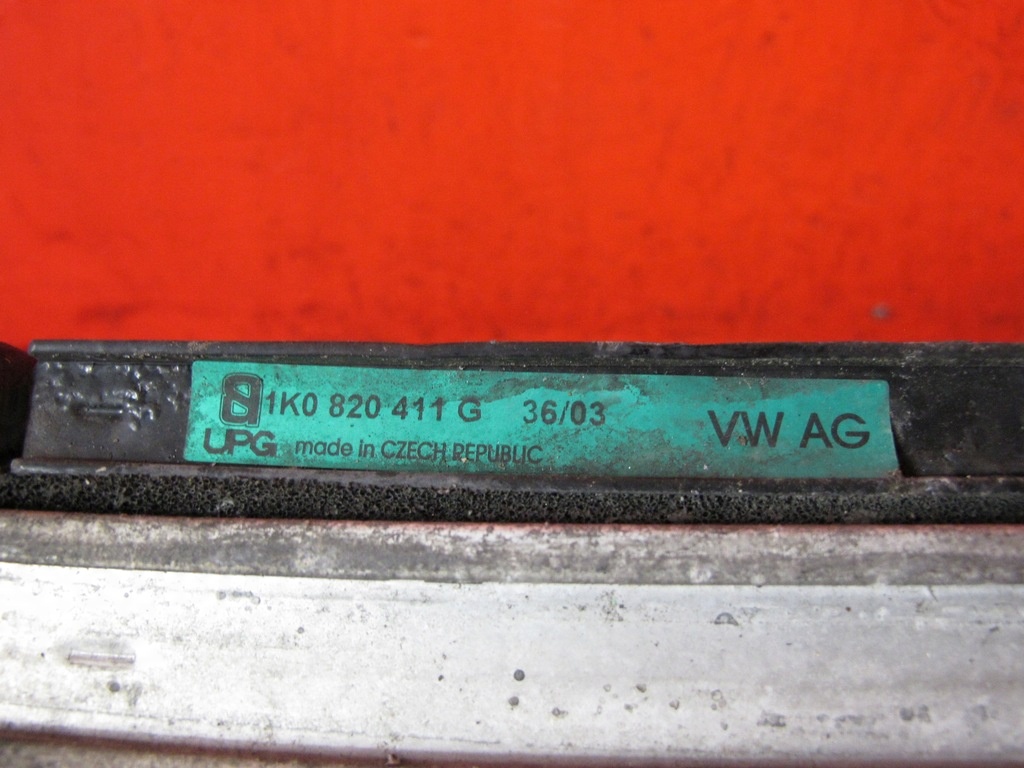 1K0 820 411 G 36/03 VW AG
UPG made in CZECH REPUBLIC